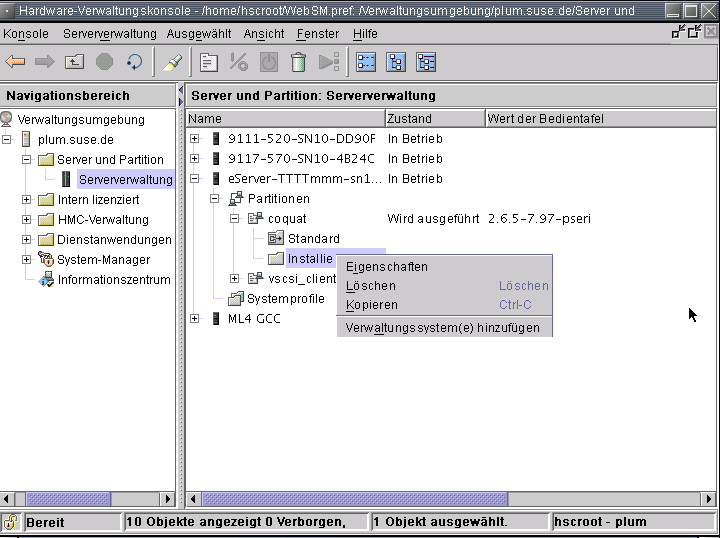 Hardware-Verwaltungskonsole - /home/hscroot/WebSM.pref: /Verwaltungsumgebung/plum.suse.de/Server und
Konsole Serververwaltung Ausgewählt Ansicht Fenster Hilfe
Navigationsbereich
Verwaltungsumgebung
plum.suse.de
Server und Partition
Serververwaltung
Intern lizenziert
HMC-Verwaltung
Dienstanwendungen
System-Manager
Informationszentrum
Server und Partition: Serververwaltung
Name Zustand Wert der Bedientafel
9111-520-SN10-DD90F In Betrieb
9117-570-SN10-4B24C In Betrieb
eServer-TTTTmmm-sn1... In Betrieb
Partitionen
coquat Wird ausgeführt 2.6.5-7.97-pseri
Standard
Installie
vscsi_client
Systemprofile
ML4 GCC
Eigenschaften
Löschen Löschen
Kopieren Ctrl-C
Verwaltungssystem(e) hinzufügen
Bereit 10 Objekte angezeigt 0 Verborgen, 1 Objekt ausgewählt. hscroot - plum